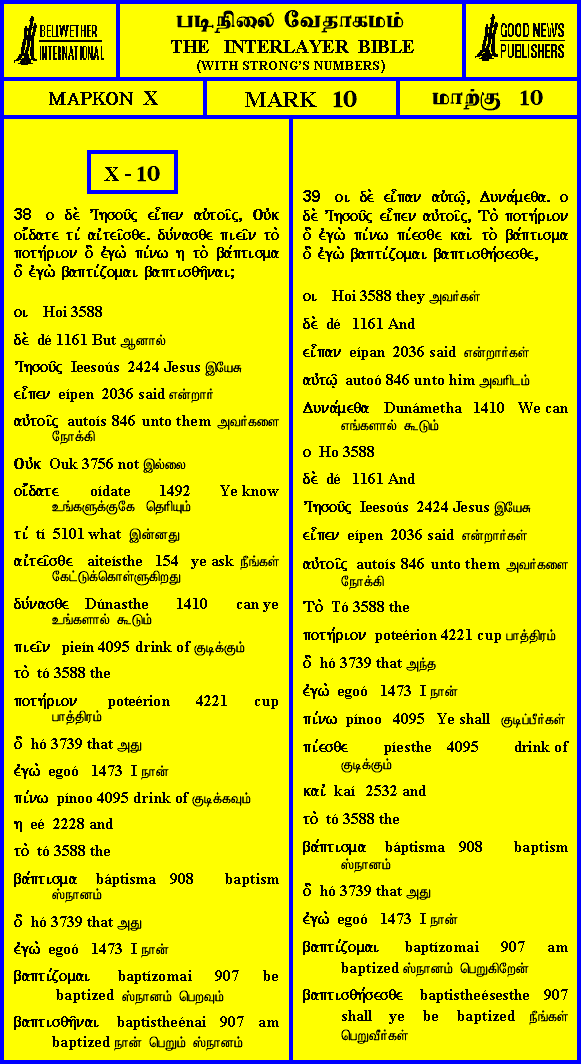 BELLWETHER
INTERNATIONAL
படிநிலை வேதாகமம்
THE INTERLAYER BIBLE
(WITH STRONG'S NUMBERS)
GOOD NEWS
PUBLISHERS
ΜΑΡΚΟΝ Χ
MARK 10
மாற்கு 10
X - 10
38 ο δὲ Ἰησοῦς εἶπεν αὐτοῖς, Οὐκ
οἴδατε τί αἰτεῖσθε. δύνασθε πιεῖν τὸ
ποτήριον ὃ ἐγὼ πίνω η τὸ βάπτισμα
ὃ ἐγὼ βαπτίζομαι βαπτισθῆναι;
οι Hoi 3588
δὲ dé 1161 But ஆனால்
Ἰησοῦς Ieesoús 2424 Jesus இயேசு
εἶπεν eípen 2036 said என்றார்
αὐτοῖς autoís 846 unto them அவர்களை
நோக்கி
Οὐκ Ouk 3756 not இல்லை
οἴδατε oídate 1492 Ye know
உங்களுக்குகே தெரியும்
τί tí 5101 what இன்னது
αἰτεῖσθε aiteísthe 154 ye ask நீங்கள்
கேட்டுக்கொள்ளுகிறது
δύνασθε Dúnasthe 1410 can ye
உங்களால் கூடும்
πιεῖν pieín 4095 drink of குடிக்கும்
τὸ tó 3588 the
ποτήριον poteérion 4221 cup
பாத்திரம்
ὃ hó 3739 that அது
ἐγὼ egoó 1473 I நான்
πίνω pínoo 4095 drink of குடிக்கவும்
η eé 2228 and
τὸ tó 3588 the
βάπτισμα báptisma 908 baptism
ஸ்நானம்
ὃ hó 3739 that அது
ἐγὼ egoó 1473 I நான்
βαπτίζομαι baptízomai 907 be
baptized ஸ்நானம் பெறவும்
βαπτισθῆναι baptistheénai 907 am
baptized நான் பெறும் ஸ்நானம்
39 οι δὲ εἶπαν αὐτῷ, Δυνάμεθα. ο
δὲ Ἰησοῦς εἶπεν αὐτοῖς, Τὸ ποτήριον
ὃ ἐγὼ πίνω πίεσθε καὶ τὸ βάπτισμα
ὃ ἐγὼ βαπτίζομαι βαπτισθήσεσθε,
οι Hoi 3588 they அவர்கள்
δὲ dé 1161 And
εἶπαν eípan 2036 said என்றார்கள்
αὐτῷ autoó 846 unto him அவரிடம்
Δυνάμεθα Dunámetha 1410 We can
எங்களால் கூடும்
ο Ho 3588
δὲ dé 1161 And
Ἰησοῦς Ieesoús 2424 Jesus இயேசு
εἶπεν eípen 2036 said என்றார்கள்
αὐτοῖς autoís 846 unto them அவர்களை
நோக்கி
Τὸ Tó 3588 the
ποτήριον poteérion 4221 cup பாத்திரம்
ὃ hó 3739 that அந்த
ἐγὼ egoó 1473 I நான்
πίνω pínoo 4095 Ye shall குடிப்பீர்கள்
πίεσθε píesthe 4095 drink of
குடிக்கும்
καὶ kaí 2532 and
τὸ tó 3588 the
βάπτισμα báptisma 908 baptism
ஸ்நானம்
ὃ hó 3739 that அது
ἐγὼ egoó 1473 I நான்
βαπτίζομαι baptízomai 907 am
baptized ஸ்நானம் பெறுகிறேன்
βαπτισθήσεσθε baptistheésesthe 907
shall ye be baptized நீங்கள்
பெறுவீர்கள்